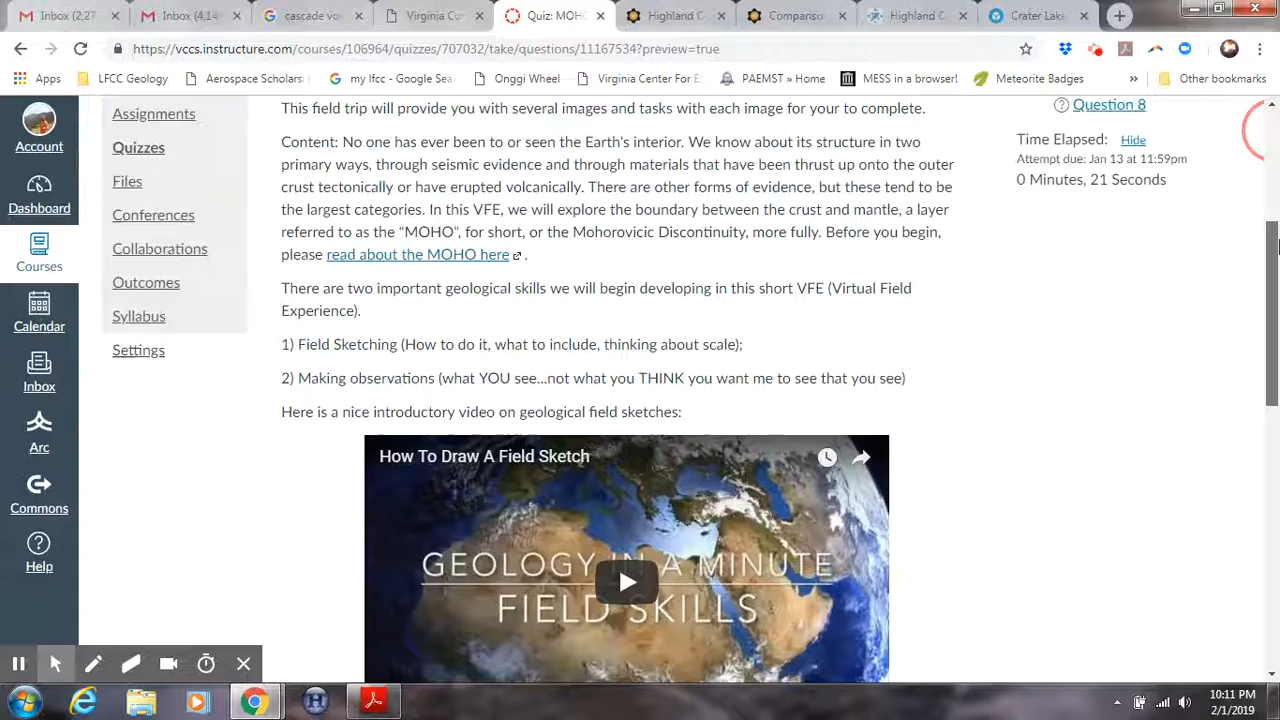 Inbox (2,27
Inbox (4,14
cascade vo
Virginia Co
Quiz: MOHO
Highland C
Compariso
Highland C
Crater Lake
https://vccs.instructure.com/courses/106964/quizzes/707032/take/questions/11167534?preview=true
Apps
LFCC Geology
Aerospace Scholars:
my lfcc - Google Sea
Onggi Wheel
Virginia Center For E
PAEMST » Home
MESS in a browser!
Meteorite Badges
»
Other bookmarks
Account
Dashboard
Courses
Calendar
Inbox
Arc
Commons
Help
Assignments
Quizzes
Files
Conferences
Collaborations
Outcomes
Syllabus
Settings
This field trip will provide you with several images and tasks with each image for your to complete.
Content: No one has ever been to or seen the Earth's interior. We know about its structure in two
primary ways, through seismic evidence and through materials that have been thrust up onto the outer
crust tectonically or have erupted volcanically. There are other forms of evidence, but these tend to be
the largest categories. In this VFE, we will explore the boundary between the crust and mantle, a layer
referred to as the “MOHO”, for short, or the Mohorovicic Discontinuity, more fully. Before you begin,
please read about the MOHO here .
There are two important geological skills we will begin developing in this short VFE (Virtual Field
Experience).
1) Field Sketching (How to do it, what to include, thinking about scale);
2) Making observations (what YOU see...not what you THINK you want me to see that you see)
Here is a nice introductory video on geological field sketches:
How To Draw A Field Sketch
GEOLOGY IN A MINUTE
FIELD SKILLS
Question 8
Time Elapsed: Hide
Attempt due: Jan 13 at 11:59pm
0 Minutes, 21 Seconds
10:11 PM
2/1/2019